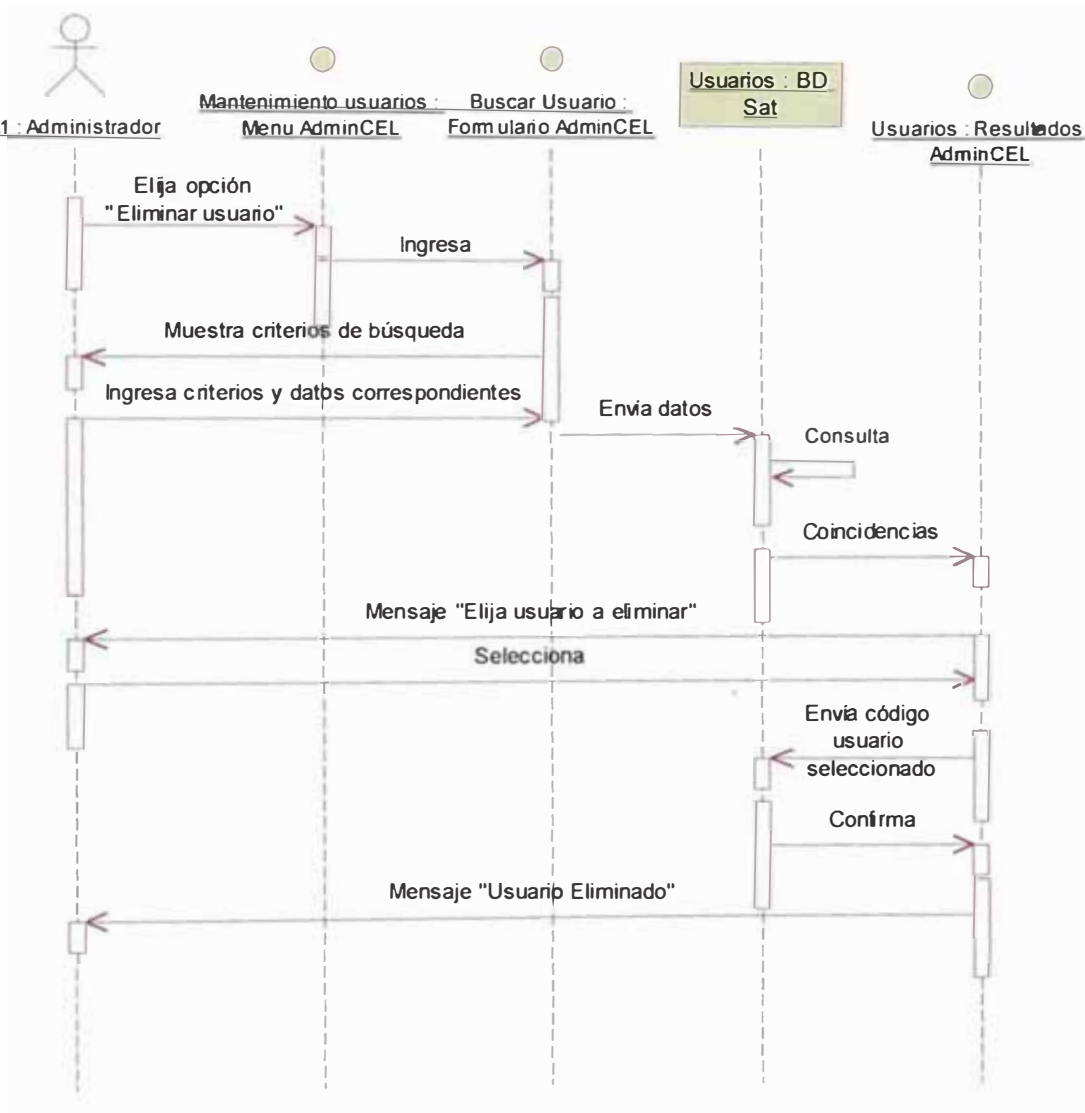 Mantenimiento usuarios :
Menu AdminCEL
Buscar Usuario :
Formulario AdminCEL
Usuarios : BD
Sat
1 : Administrador
Usuarios : Resultados
AdminCEL
Elija opción
"Eliminar usuario"
Ingresa
Muestra criterios de búsqueda
Ingresa criterios y datos correspondientes
Envía datos
Consulta
Coincidencias
Mensaje "Elija usuario a eliminar"
Selecciona
Envía código
usuario
seleccionado
Confirma
Mensaje "Usuario Eliminado"